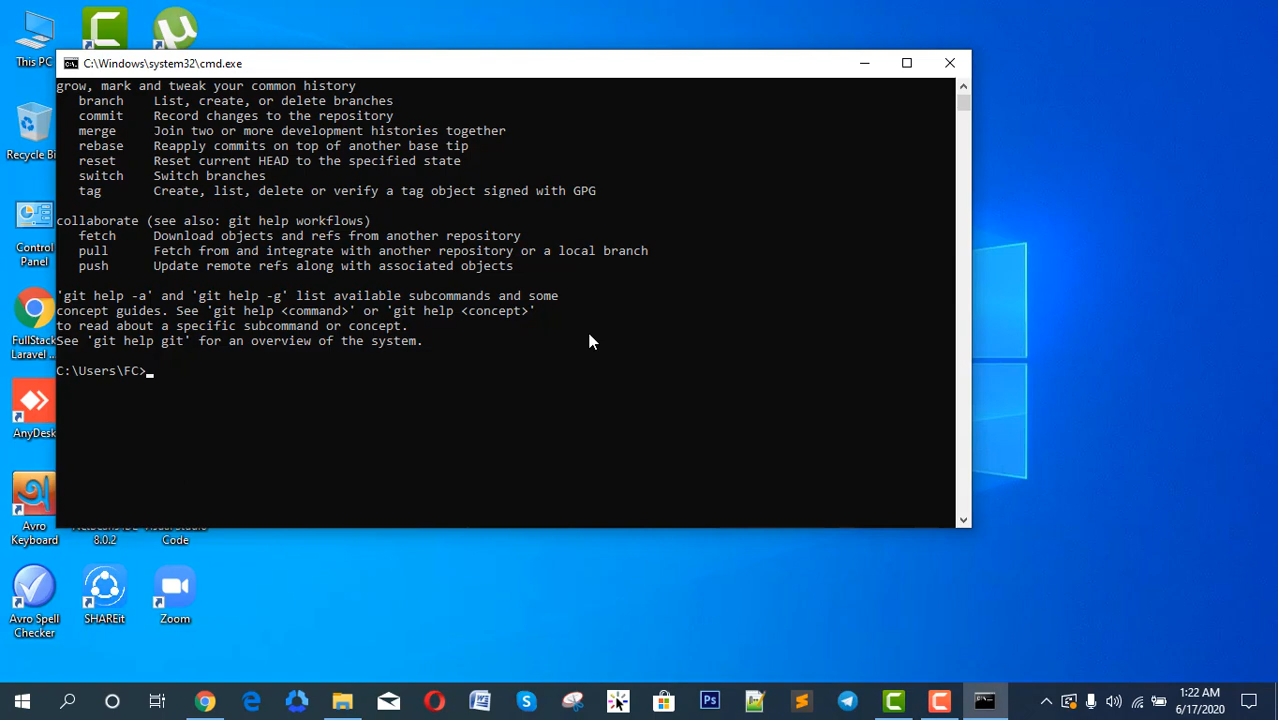 C:\Windows\system32\cmd.exe
grow, mark and tweak your common history
branch List, create, or delete branches
commit Record changes to the repository
merge Join two or more development histories together
rebase Reapply commits on top of another base tip
reset Reset current HEAD to the specified state
switch Switch branches
tag Create, list, delete or verify a tag object signed with GPG
collaborate (see also: git help workflows)
fetch Download objects and refs from another repository
pull Fetch from and integrate with another repository or a local branch
push Update remote refs along with associated objects
'git help -a' and 'git help -g' list available subcommands and some
concept guides. See 'git help <command>' or 'git help <concept>'
to read about a specific subcommand or concept.
See 'git help git' for an overview of the system.
C:\Users\FC>
This PC
Recycle Bi
Control
Panel
FullStack
Laravel ...
AnyDesk
Avro
Keyboard
8.0.2
Code
Avro Spell
Checker
SHAREit
Zoom
1:22 AM
6/17/2020